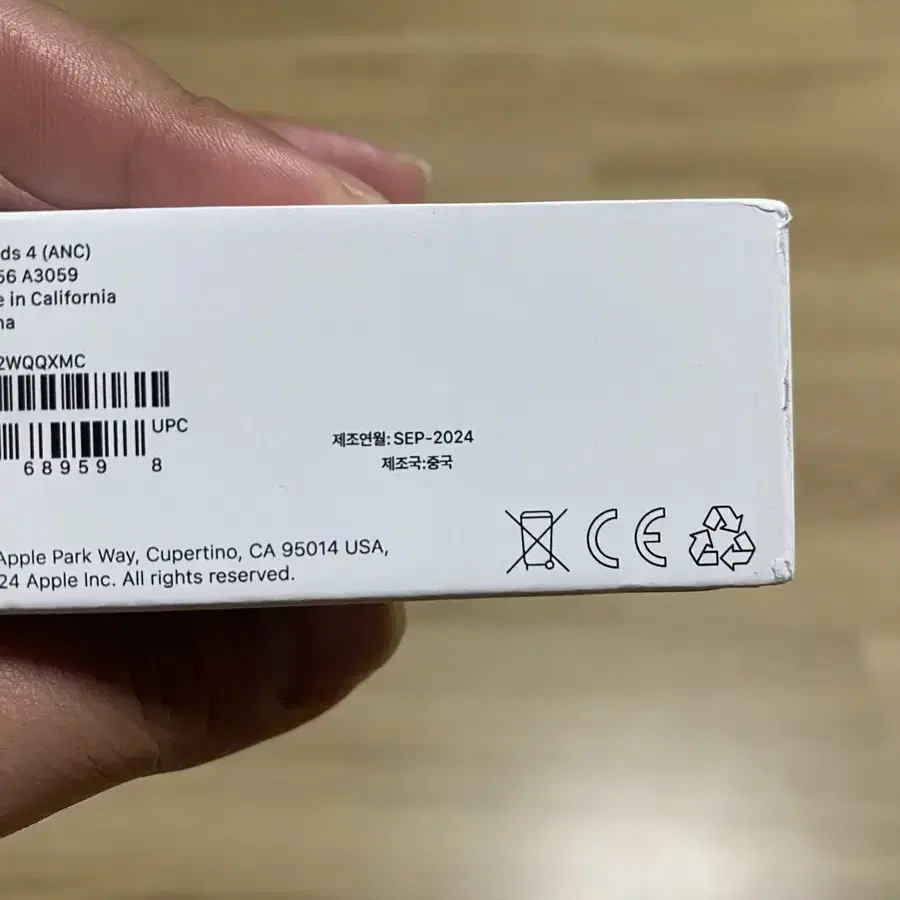 ds 4 (ANC)
56 A3059
e in California
na
2WQQXMC
UPC
68959 8
제조연월: SEP-2024
제조국:중국
Apple Park Way, Cupertino, CA 95014 USA,
24 Apple Inc. All rights reserved.
CE